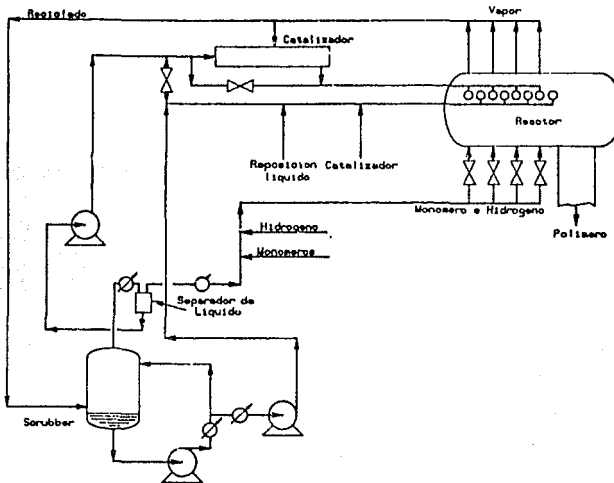 Reciclado
Vapor
Catalizador
Reactor
Reposicion
liquido
Catalizador
Monomero e Hidrogeno
Polimero
Hidrogeno
Monomeros
Separador de
Liquido
Scrubber